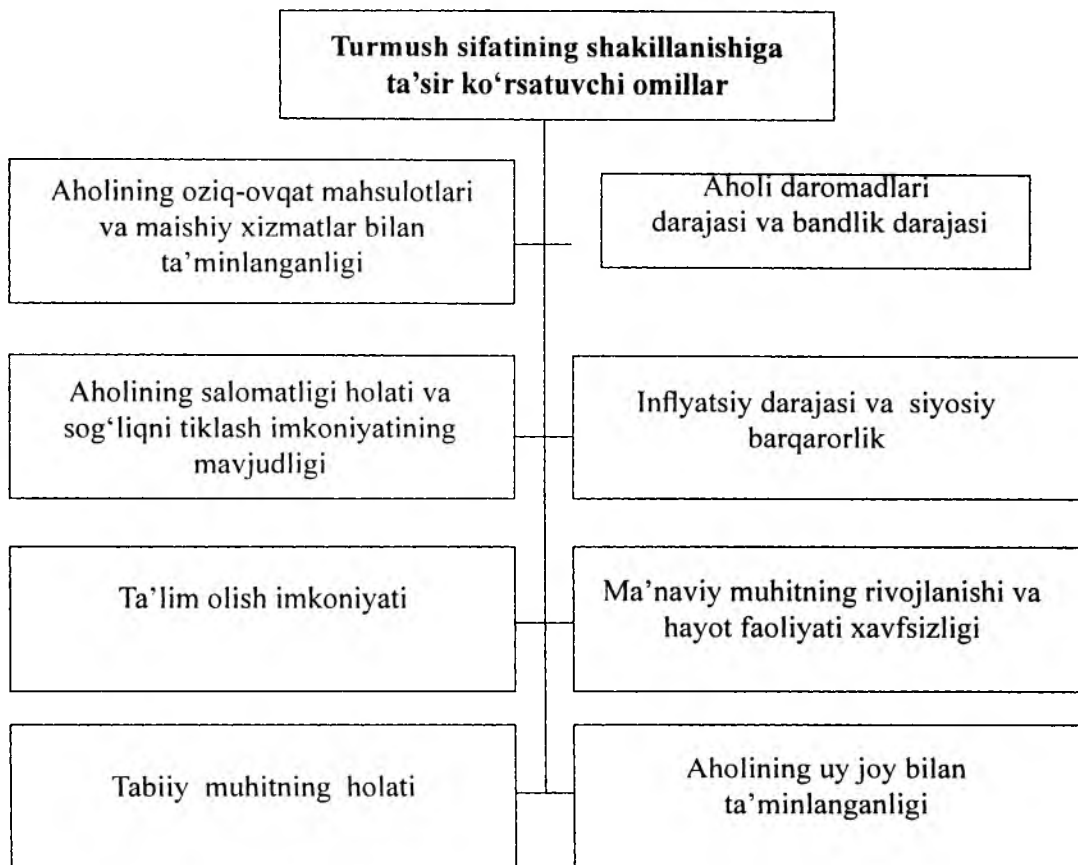 Turmush sifatining shakillanishiga
ta’sir ko‘rsatuvchi omillar
Aholining oziq-ovqat mahsulotlari
va maishiy xizmatlar bilan
ta’minlanganligi
Aholi daromadlari
darajasi va bandlik darajasi
Aholining salomatligi holati va
sog‘liqni tiklash imkoniyatining
mavjudligi
Inflyatsiy darajasi va siyosiy
barqarorlik
Ta’lim olish imkoniyati
Ma’naviy muhitning rivojlanishi va
hayot faoliyati xavfsizligi
Tabiiy muhitning holati
Aholining uy joy bilan
ta’minlanganligi